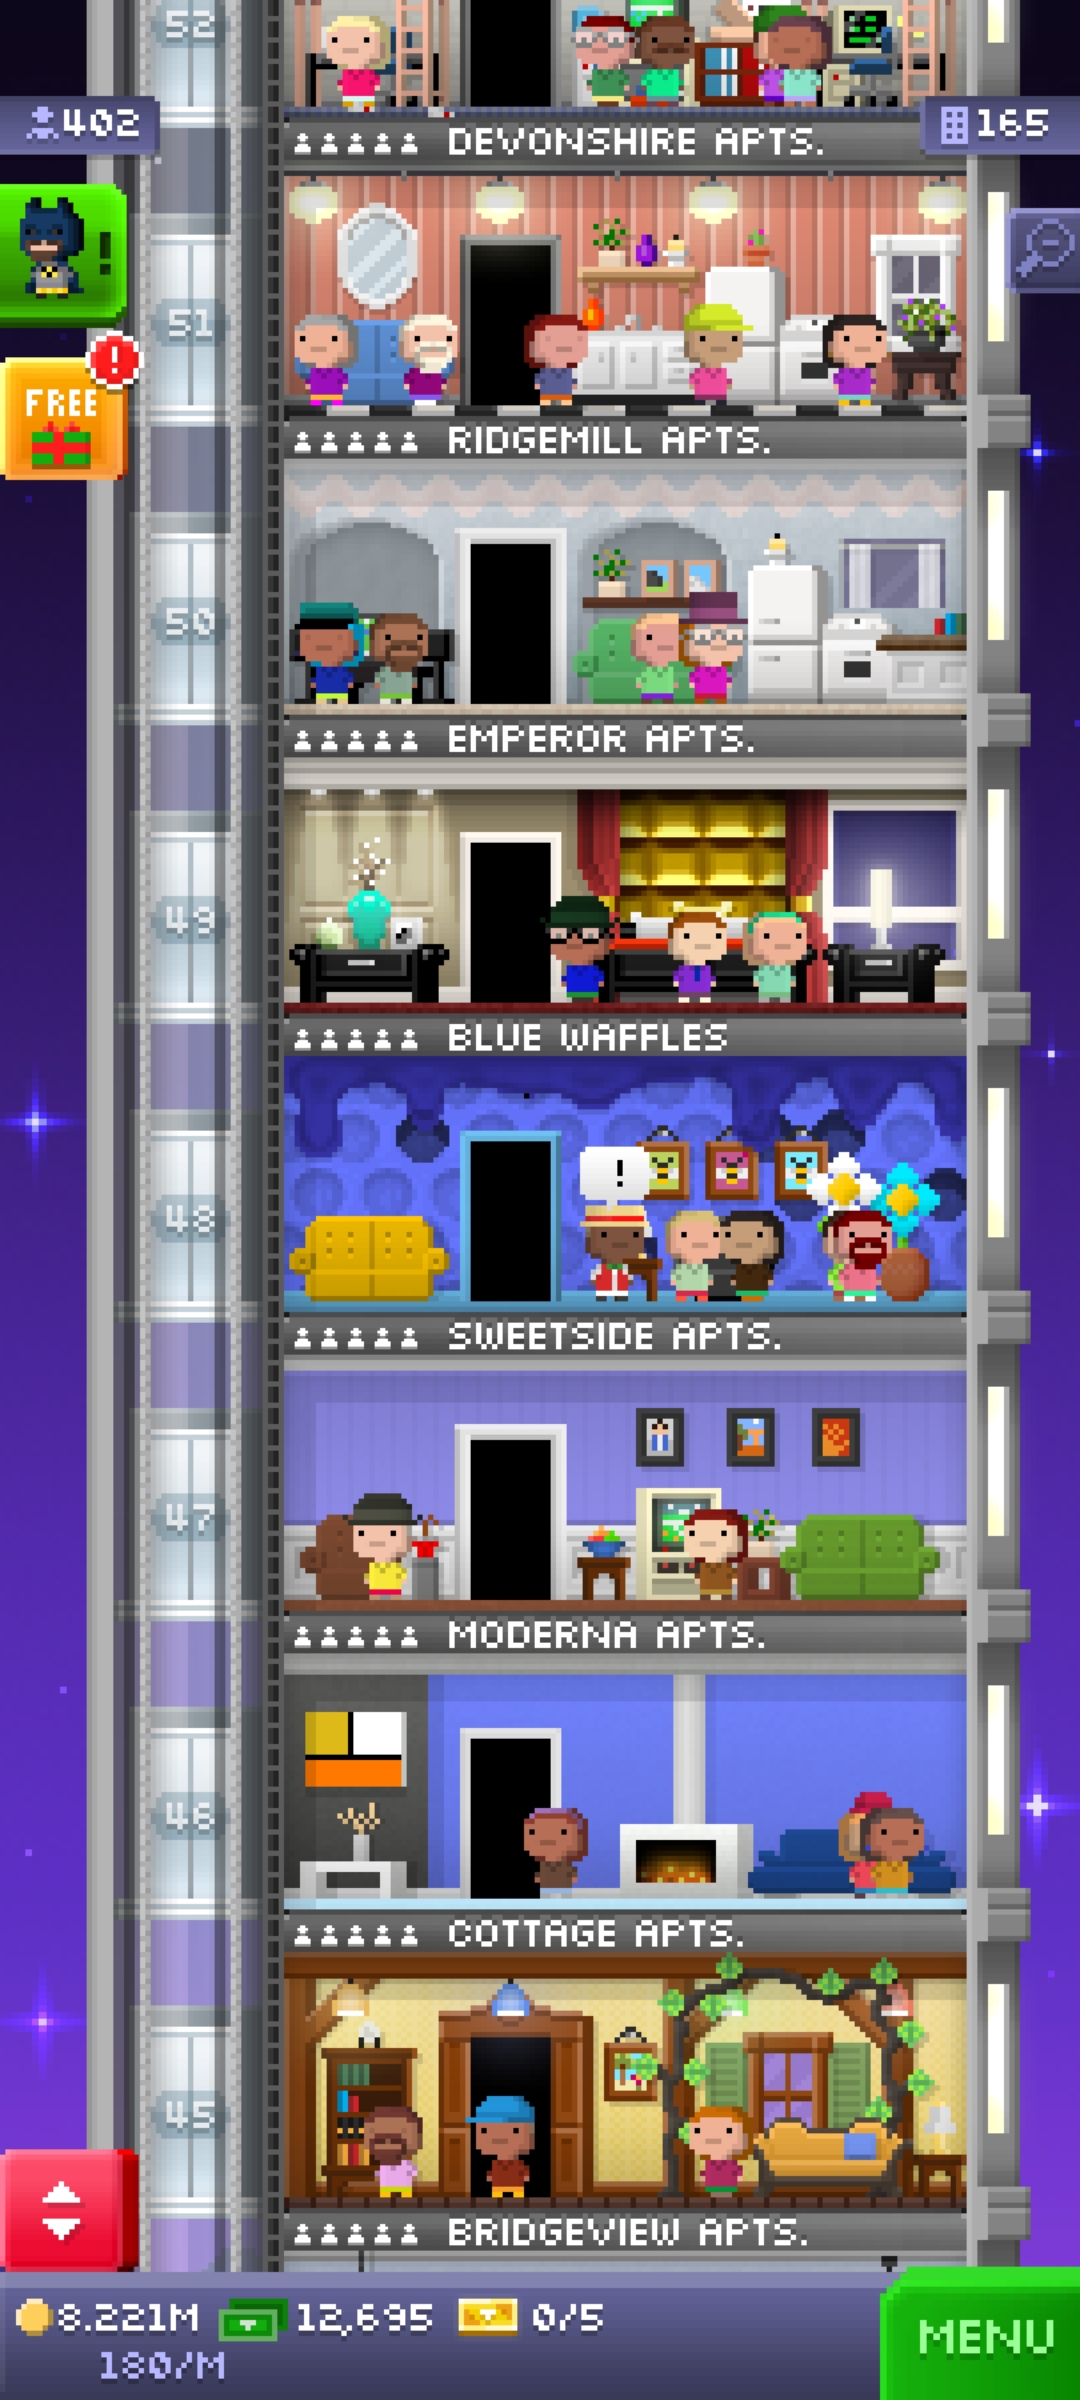 52
402
165
DEVONSHIRE APTS.
!
51
!
FREE
RIDGEMILL APTS.
50
EMPEROR APTS.
49
BLUE WAFFLES
!
48
SWEETSIDE APTS.
47
MODERNA APTS.
46
COTTAGE APTS.
45
BRIDGEVIEW APTS.
8.221M 12,695 0/5
180/M
MENU